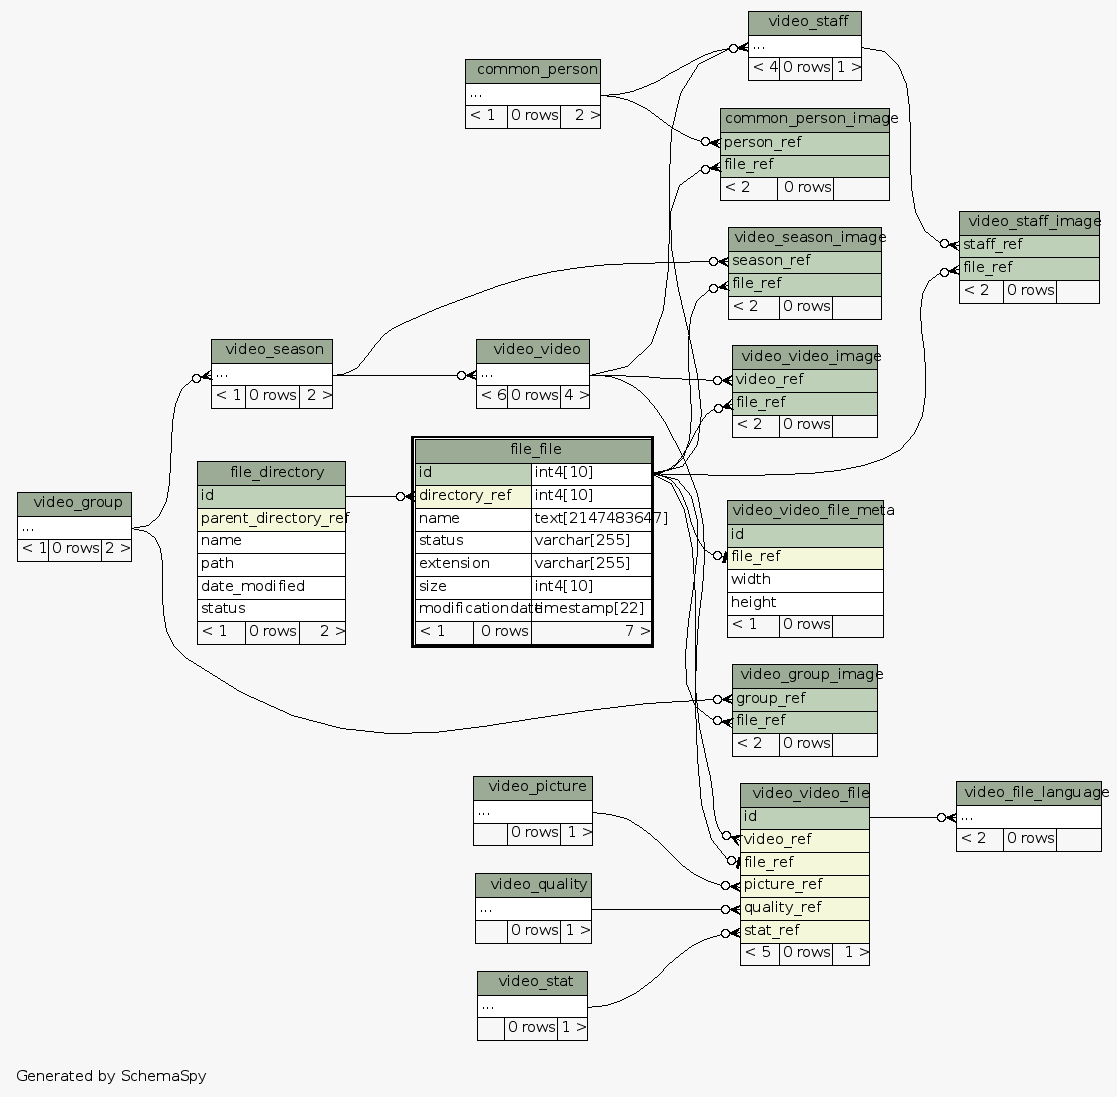 video_staff
...
< 4 0 rows 1 >
common_person
...
< 1 0 rows 2 >
common_person_image
person_ref
file_ref
< 2 0 rows
video_staff_image
staff_ref
file_ref
< 2 0 rows
video_season_image
season_ref
file_ref
< 2 0 rows
video_season
...
< 1 0 rows 2 >
video_video
...
< 6 0 rows 4 >
video_video_image
video_ref
file_ref
< 2 0 rows
file_directory
id
parent_directory_ref
name
path
date_modified
status
< 1 0 rows 2 >
file_file
id int4[10]
directory_ref int4[10]
name text[2147483647]
status varchar[255]
extension varchar[255]
size int4[10]
modificationdate timestamp[22]
< 1 0 rows 7 >
video_group
...
< 1 0 rows 2 >
video_video_file_meta
id
file_ref
width
height
< 1 0 rows
video_group_image
group_ref
file_ref
< 2 0 rows
video_picture
...
0 rows 1 >
video_video_file
id
video_ref
file_ref
picture_ref
quality_ref
stat_ref
< 5 0 rows 1 >
video_file_language
...
< 2 0 rows
video_quality
...
0 rows 1 >
video_stat
...
0 rows 1 >
Generated by SchemaSpy